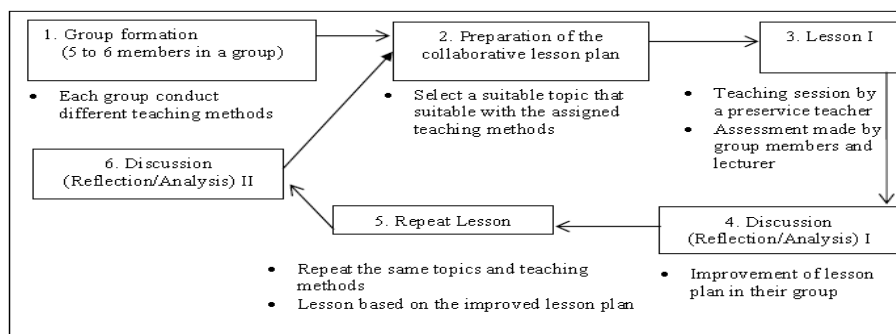 1. Group formation
(5 to 6 members in a group)
• Each group conduct
different teaching methods
2. Preparation of the
collaborative lesson plan
• Select a suitable topic that
suitable with the assigned
teaching methods
3. Lesson I
• Teaching session by
a preservice teacher
• Assessment made by
group members and
lecturer
4. Discussion
(Reflection/Analysis) I
• Improvement of lesson
plan in their group
5. Repeat Lesson
• Repeat the same topics and teaching
methods
• Lesson based on the improved lesson plan
6. Discussion
(Reflection/Analysis) II